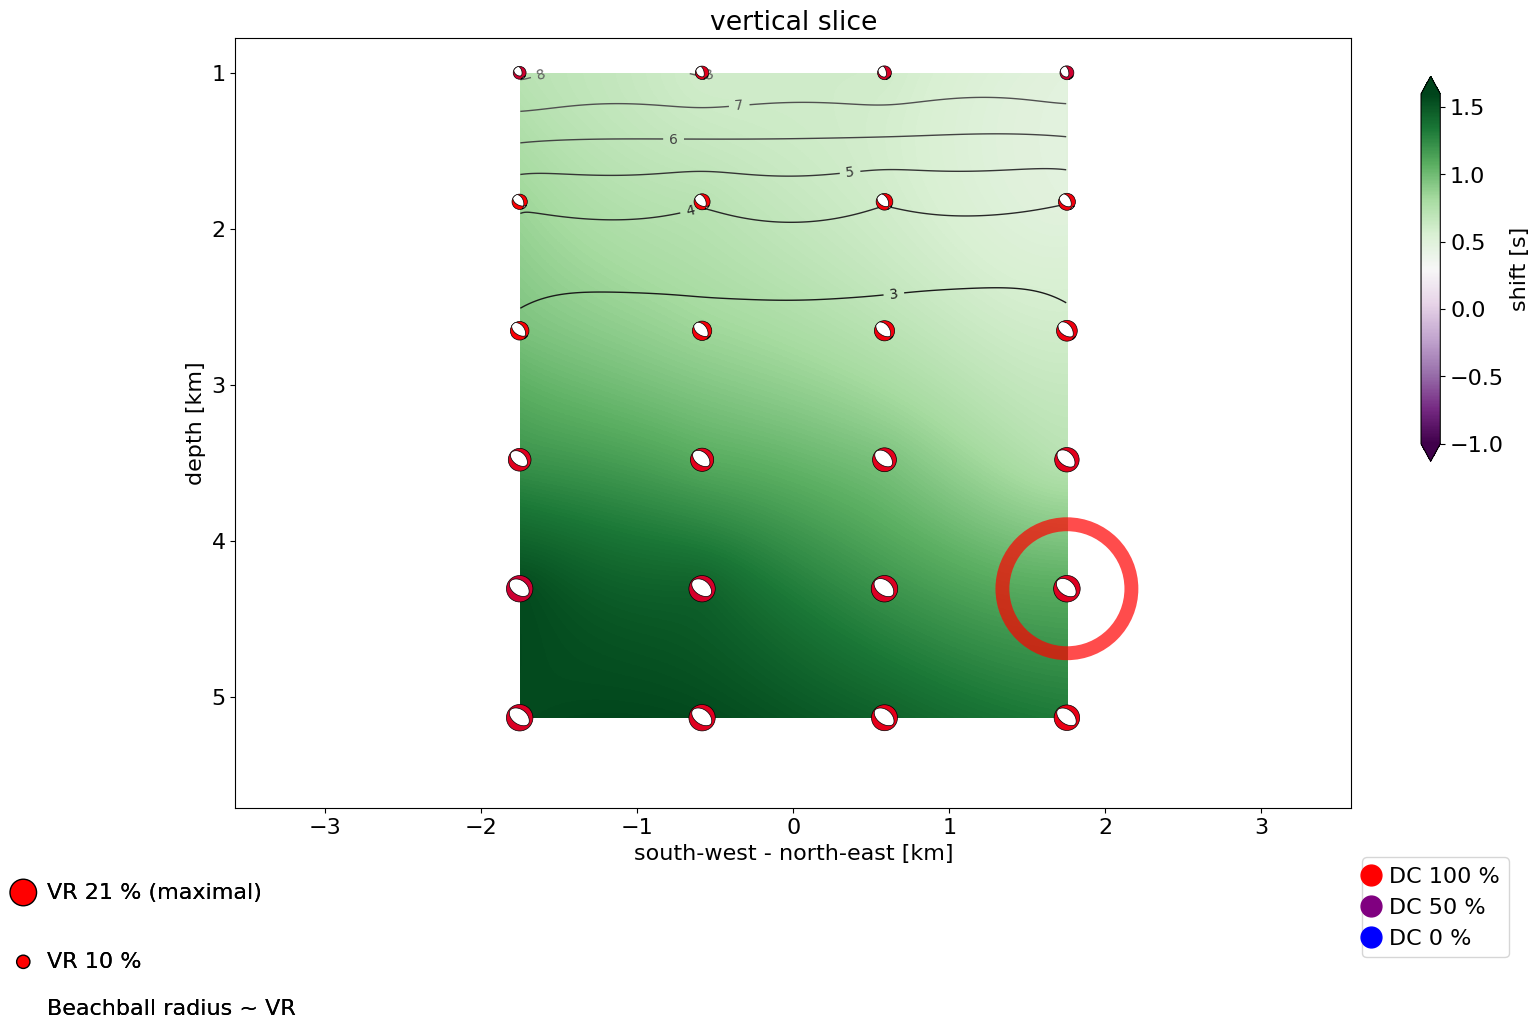 vertical slice
1
2
3
4
5
depth [km]
8
8
7
6
5
4
3
−3
−2
−1
0
1
2
3
south-west - north-east [km]
1.5
1.0
0.5
0.0
−0.5
−1.0
shift [s]
VR 21 % (maximal)
VR 10 %
Beachball radius ~ VR
DC 100 %
DC 50 %
DC 0 %